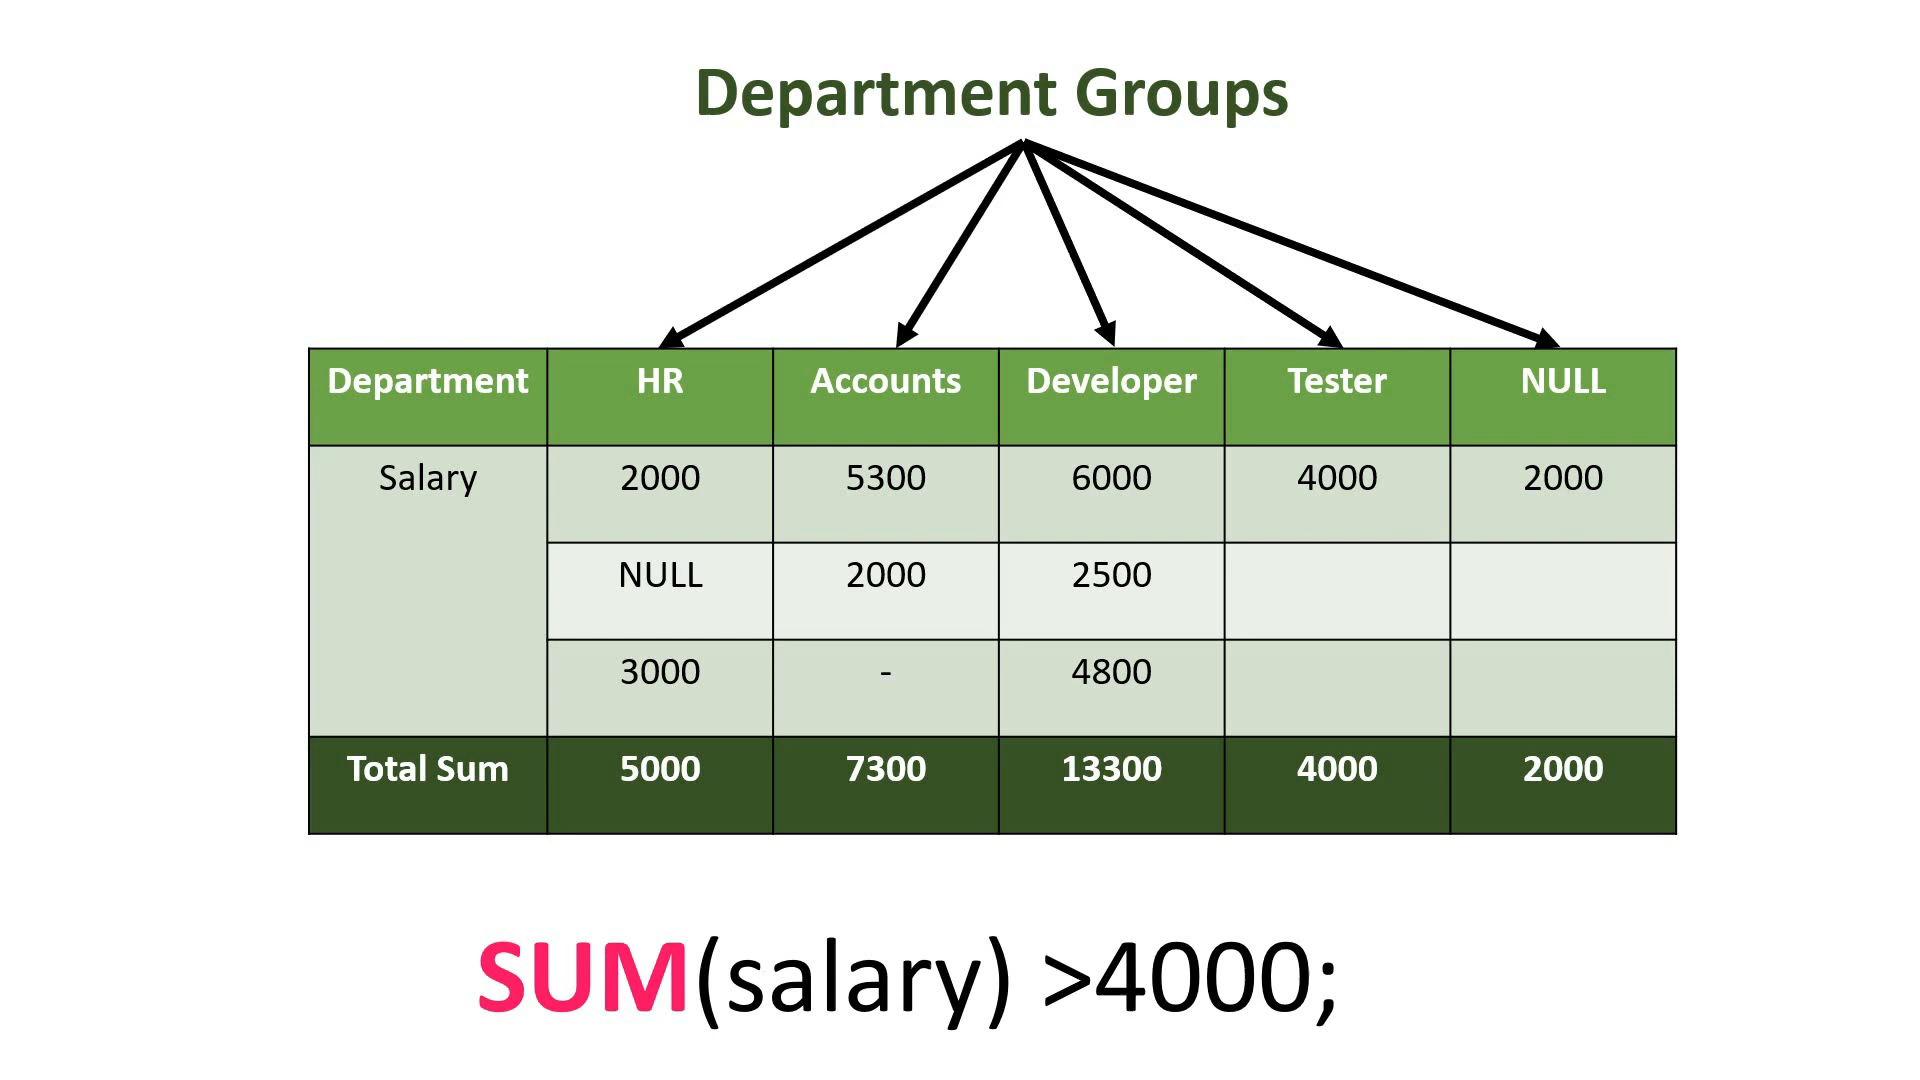 Department Groups
Department HR Accounts Developer Tester NULL
Salary 2000 5300 6000 4000 2000
NULL 2000 2500
3000 - 4800
Total Sum 5000 7300 13300 4000 2000
SUM(salary) >4000;